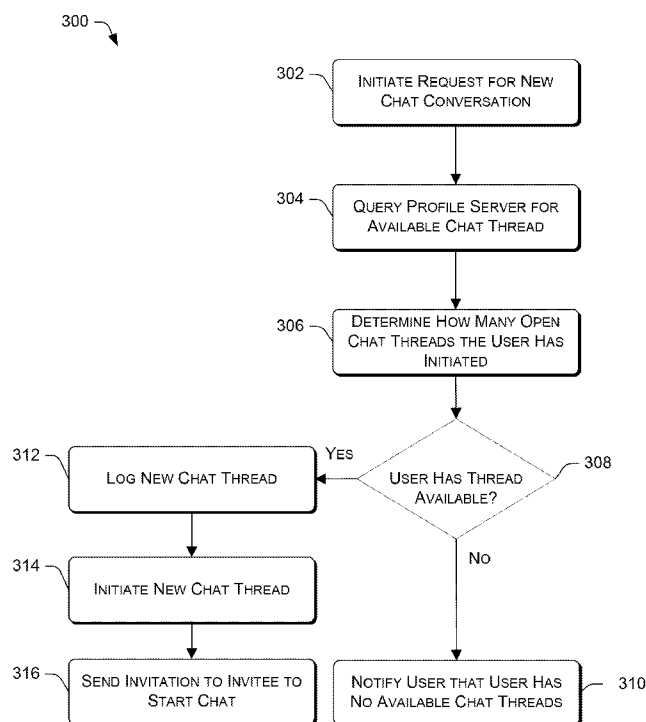 300
302
INITIATE REQUEST FOR NEW
CHAT CONVERSATION
304
QUERY PROFILE SERVER FOR
AVAILABLE CHAT THREAD
306
DETERMINE HOW MANY OPEN
CHAT THREADS THE USER HAS
INITIATED
308
USER HAS THREAD
AVAILABLE?
YES
312
LOG NEW CHAT THREAD
314
INITIATE NEW CHAT THREAD
316
SEND INVITATION TO INVITEE TO
START CHAT
NO
NOTIFY USER THAT USER HAS
NO AVAILABLE CHAT THREADS
310